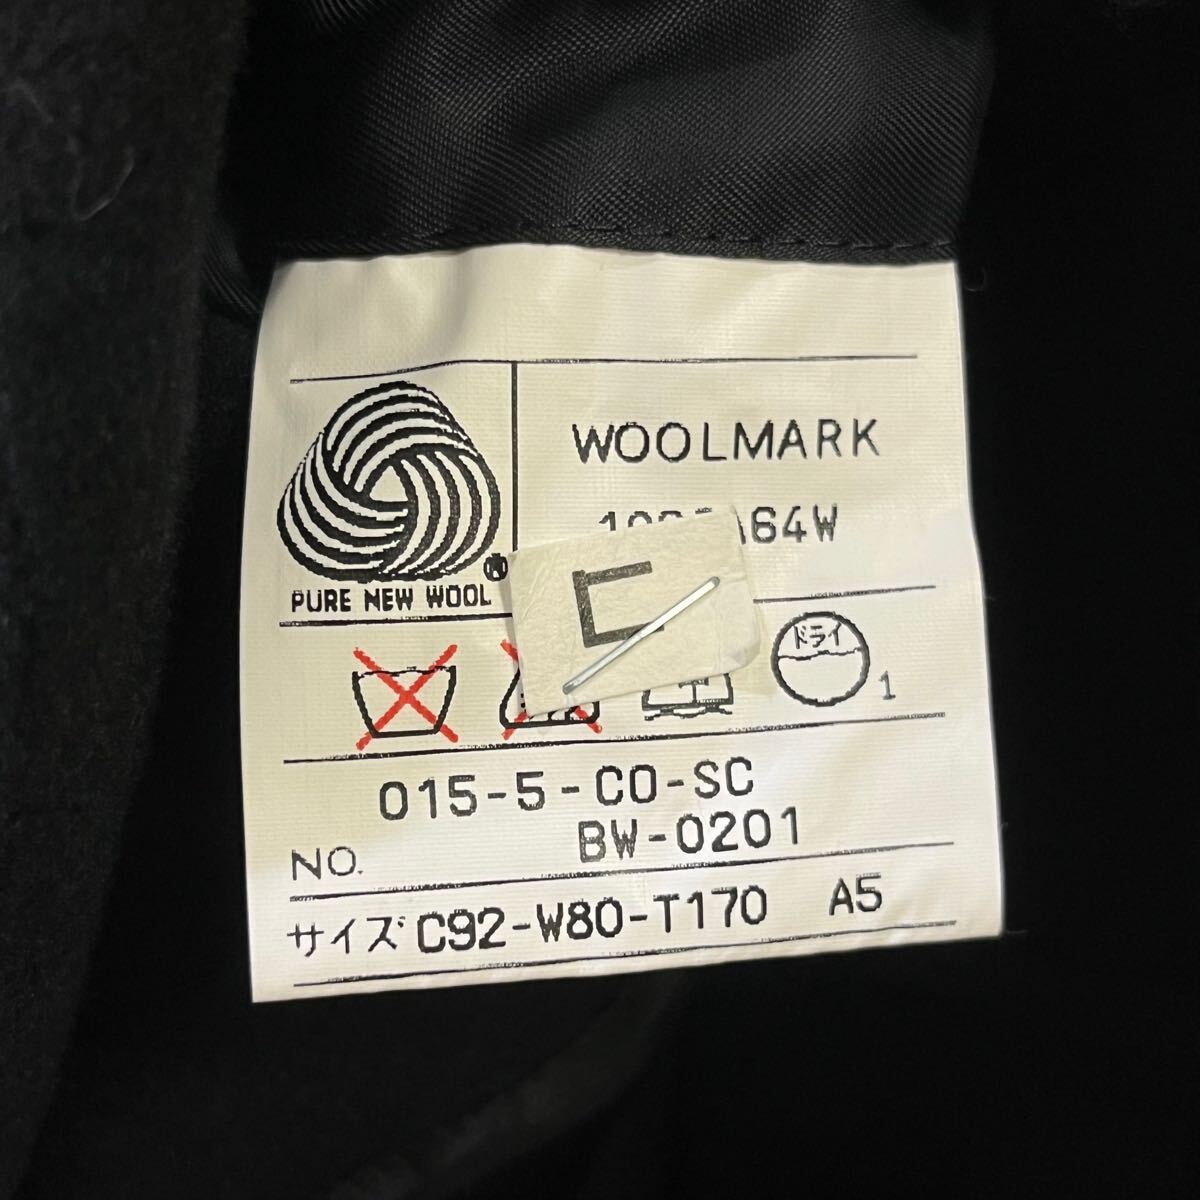 WOOLMARK
64W
PURE NEW WOOL
ドライ
1
015-5-CO-SC
BW-0201
NO.
サイズ C92-W80-T170 A5